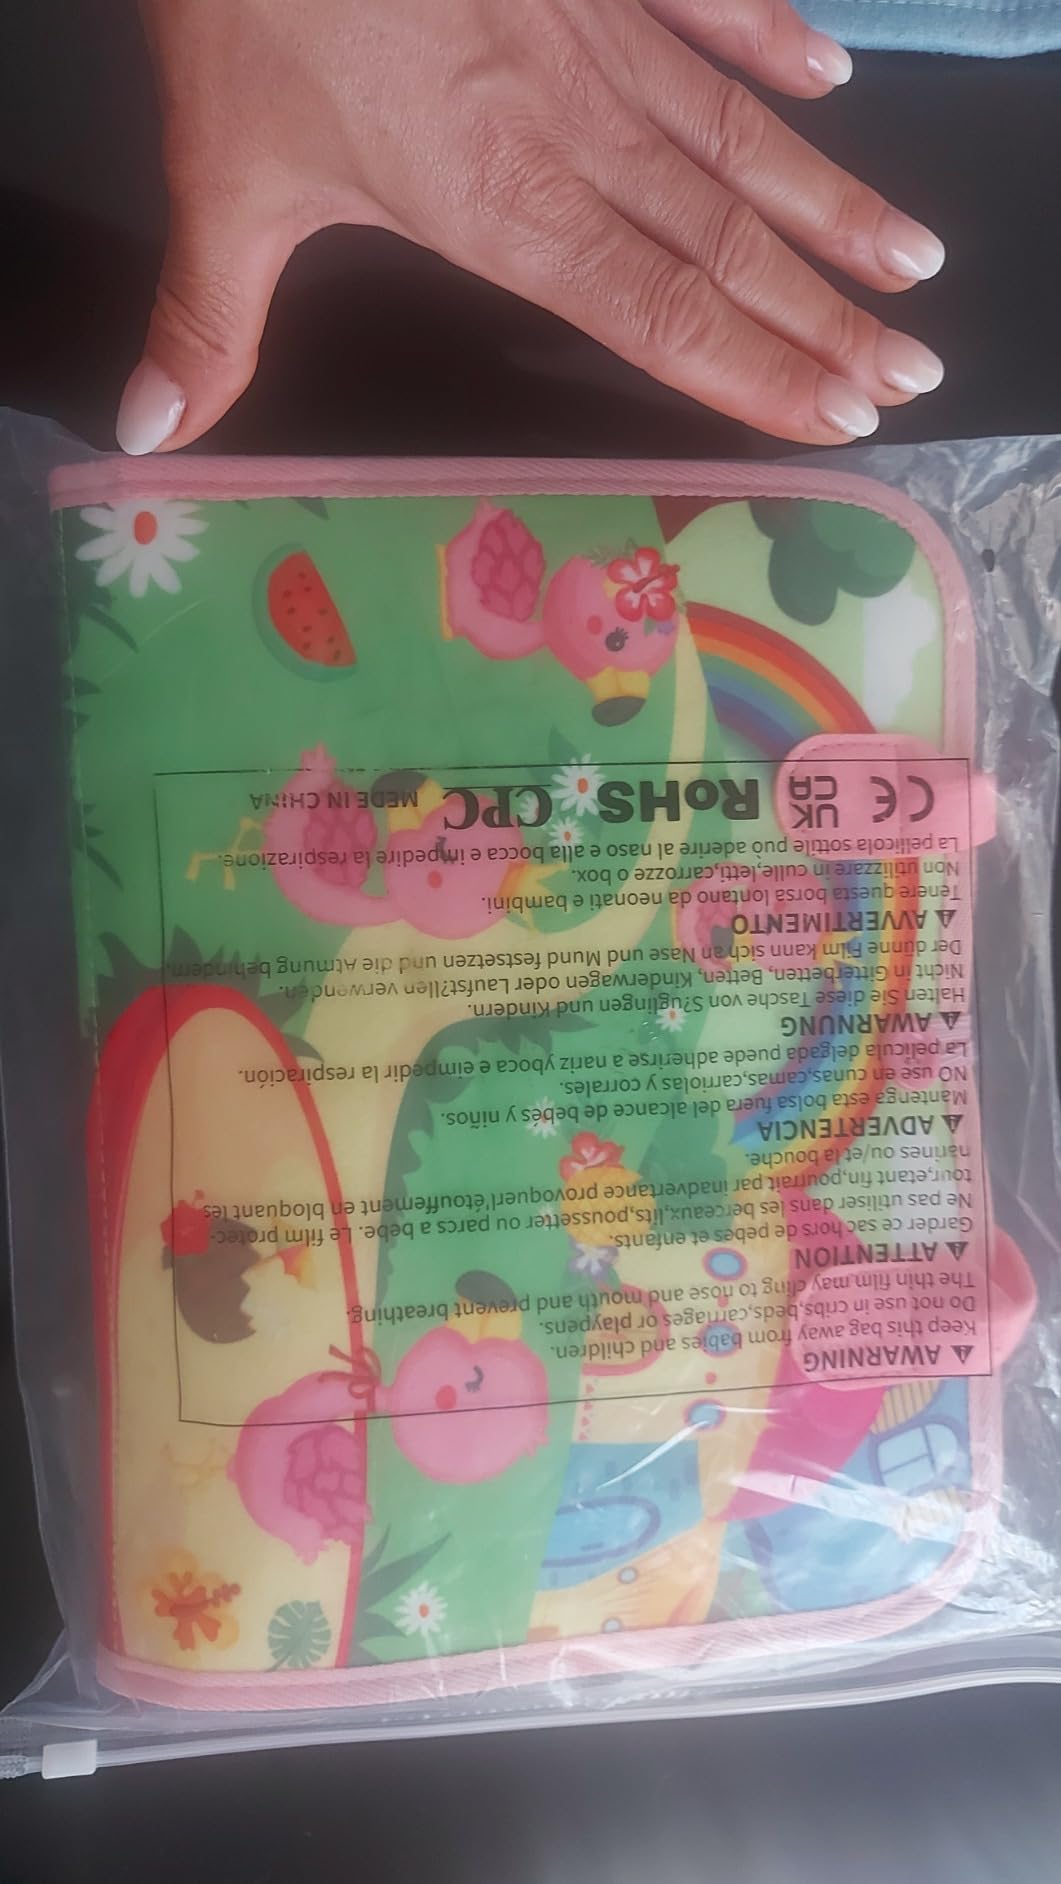 ⚠ AWARNING
Keep this bag away from babies and children.
Do not use in cribs,beds,carriages or playpens.
The thin film may cling to nose and mouth and prevent breathing.
⚠ ATTENTION
Garder ce sac hors de pebes et enfants.
Ne pas utiliser dans les berceaux,lits,poussetter ou parcs a bebe. Le film protec-
tour,etant fin,pourrait par inadvertance provoquerl'étouffement en bloquant les
narines ou/et la bouche.
⚠ ADVERTENCIA
Mantenga esta bolsa fuera del alcance de bebés y niños.
NO use en cunas,camas,carriolas y corrales.
La película delgada puede adherirse a nariz yboca e eimpedir la respiración.
⚠ AWARNUNG
Halten Sie diese Tasche von S?uglingen und Kindern.
Nicht in Gitterbetten, Betten, Kinderwagen oder Laufst?llen verwenden.
Der dünne Film kann sich an Nase und Mund festsetzen und die Atmung behindern.
⚠ AVVERTIMENTO
Tenere questa borsa lontano da neonati e bambini.
Non utilizzare in culle,letti,carrozze o box.
La pellicola sottile può aderire al naso e alla bocca e impedire la respirazione.
CE UK CA RoHS CPC MEDE IN CHINA